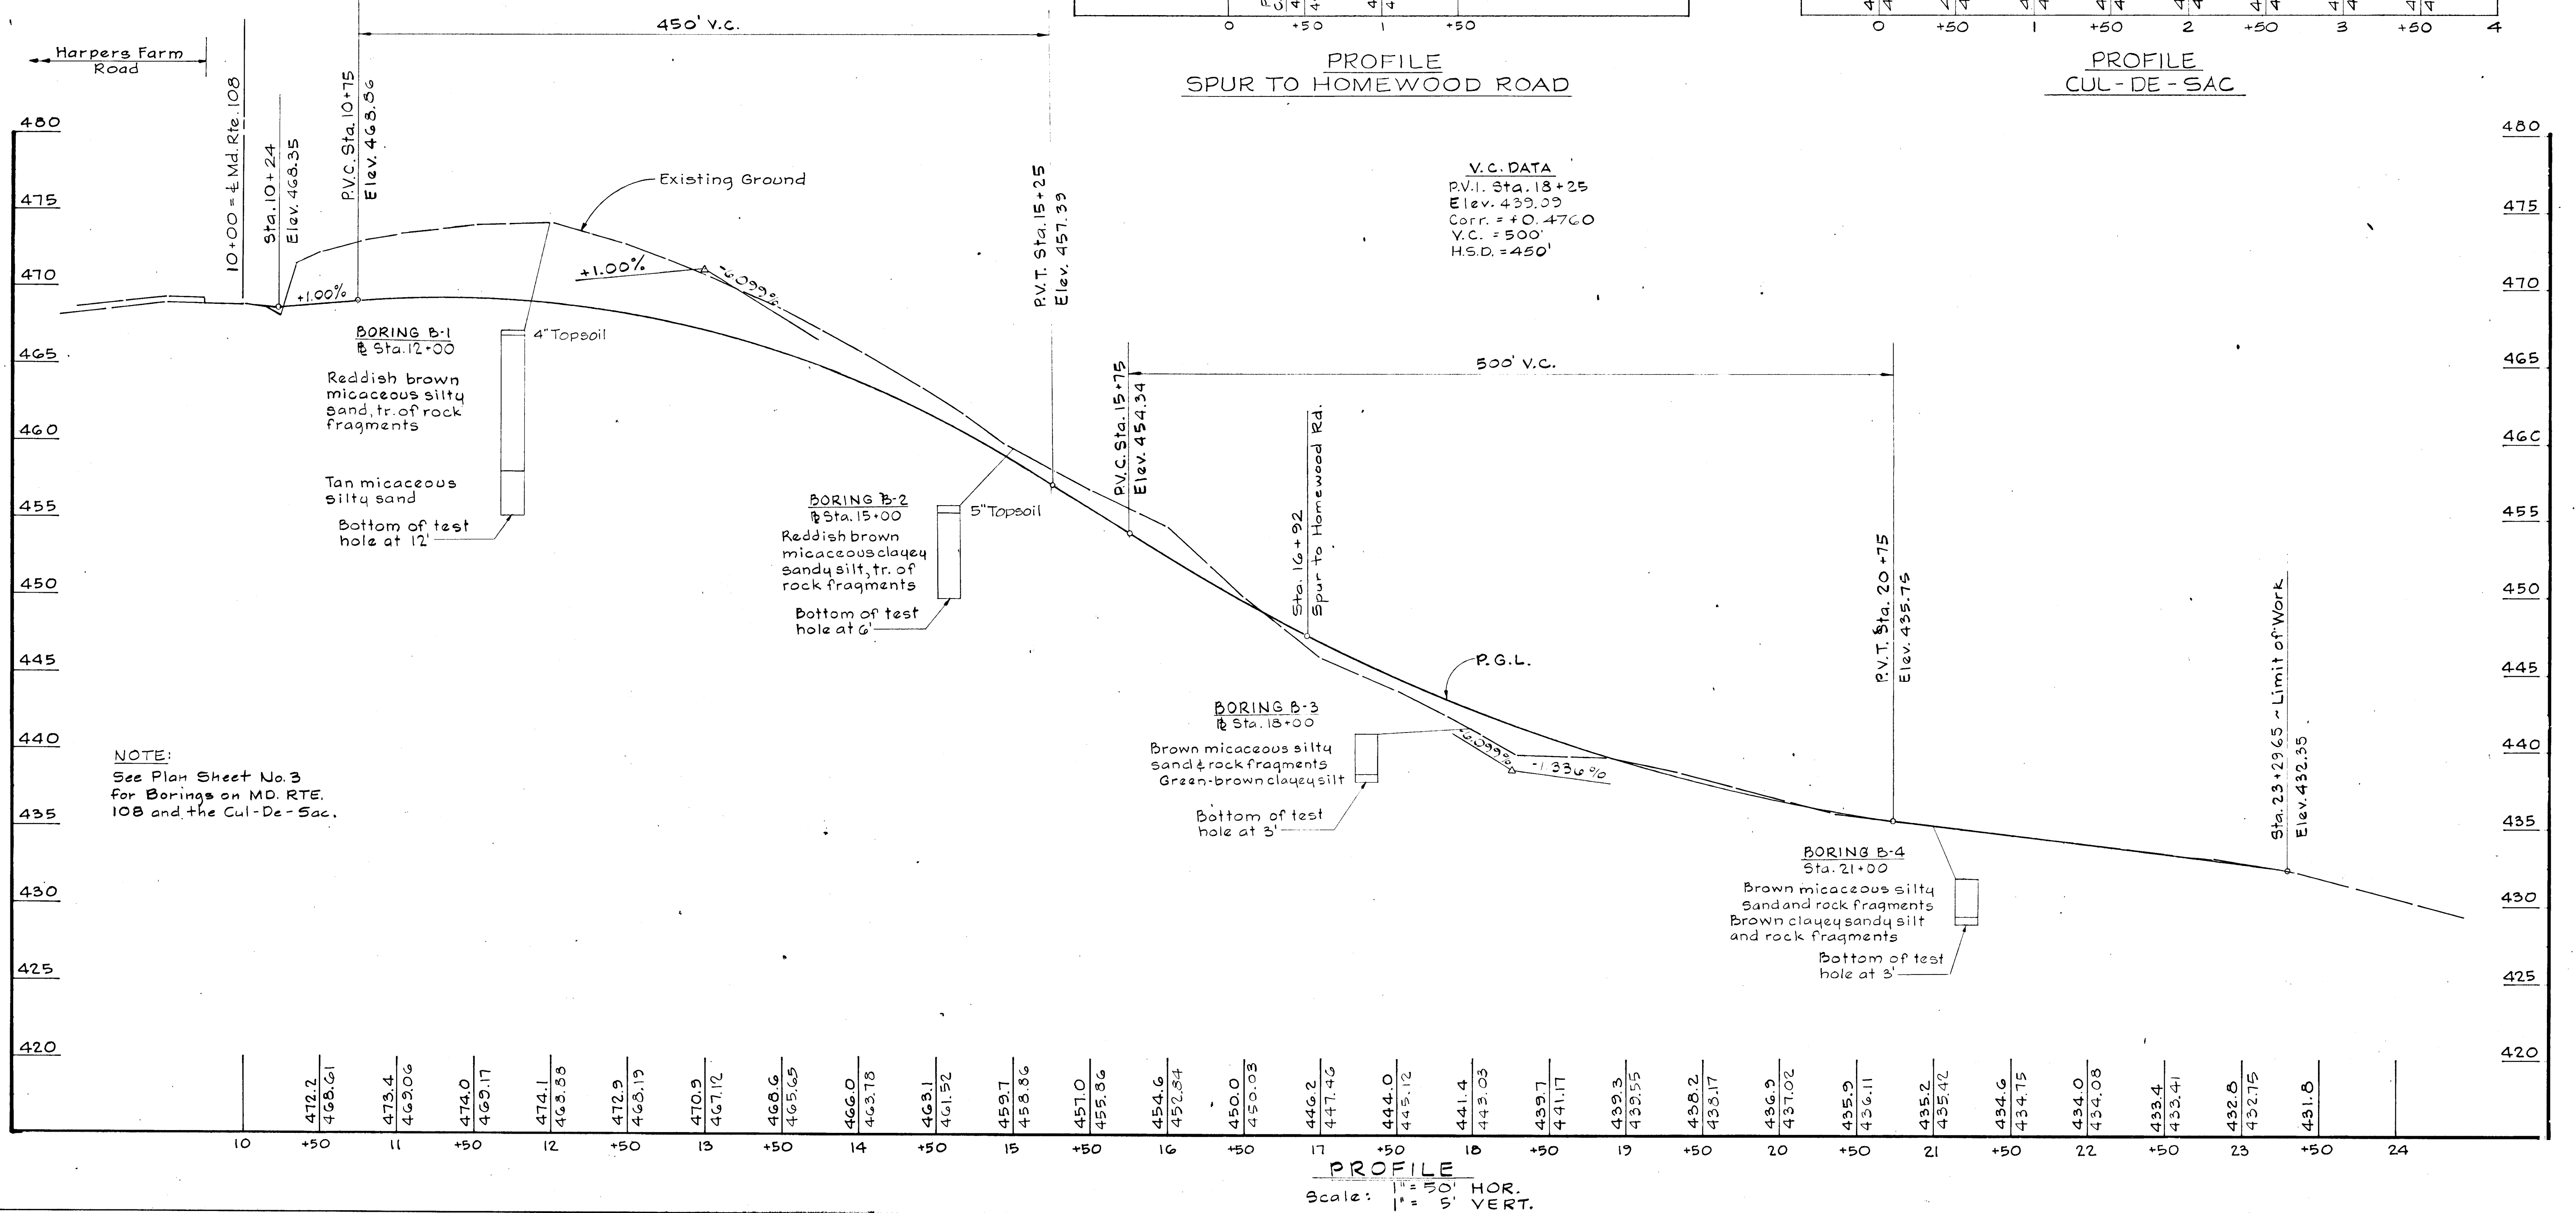 450' V.C.
0 +50 1 +50
0 +50 1 +50 2 +50 3 +50 4
PROFILE
SPUR TO HOMEWOOD ROAD
PROFILE
CUL-DE-SAC
Harpers Farm
Road
10+00 = ℄ Md. Rte. 108
Sta. 10+24
Elev. 468.35
P.V.C. Sta. 10+75
Elev. 468.86
P.V.T. Sta. 15+25
Elev. 457.39
V.C. DATA
P.V.I. Sta. 18+25
Elev. 439.09
Corr. = +0.4760
V.C. = 500'
H.S.D. = 450'
480
475
470
465
460
455
450
445
440
435
430
425
420
480
475
470
465
460
455
450
445
440
435
430
425
420
Existing Ground
+1.00%
+1.00%
-6.099%
500' V.C.
P.V.C. Sta. 15+75
Elev. 454.34
Sta. 16+92
Spur to Homewood Rd.
P.V.T. Sta. 20+75
Elev. 435.75
Sta. 23+29.65 ~ Limit of Work
Elev. 432.35
BORING B-1
℄ Sta. 12+00
4" Topsoil
Reddish brown
micaceous silty
sand, tr. of rock
fragments
Tan micaceous
silty sand
Bottom of test
hole at 12'
BORING B-2
℄ Sta. 15+00
5" Topsoil
Reddish brown
micaceous clayey
sandy silt, tr. of
rock fragments
Bottom of test
hole at 6'
P.G.L.
BORING B-3
℄ Sta. 18+00
Brown micaceous silty
sand & rock fragments
Green-brown clayey silt
Bottom of test
hole at 3'
-6.099%
-1.336%
BORING B-4
Sta. 21+00
Brown micaceous silty
sand and rock fragments
Brown clayey sandy silt
and rock fragments
Bottom of test
hole at 3'
NOTE:
See Plan Sheet No. 3
for Borings on MD. RTE.
108 and the Cul-De-Sac.
472.2 468.61
473.4 469.06
474.0 469.17
474.1 468.88
472.9 468.19
470.9 467.12
468.6 465.65
466.0 463.78
463.1 461.52
459.7 458.86
457.0 455.86
454.6 452.84
450.0 450.03
446.2 447.46
444.0 445.12
441.4 443.03
439.7 441.17
439.3 439.55
438.2 438.17
436.9 437.02
435.9 436.11
435.2 435.42
434.6 434.75
434.0 434.08
433.4 433.41
432.8 432.75
431.8
10 +50 11 +50 12 +50 13 +50 14 +50 15 +50 16 +50 17 +50 18 +50 19 +50 20 +50 21 +50 22 +50 23 +50 24
PROFILE
Scale: 1" = 50' HOR.
1" = 5' VERT.